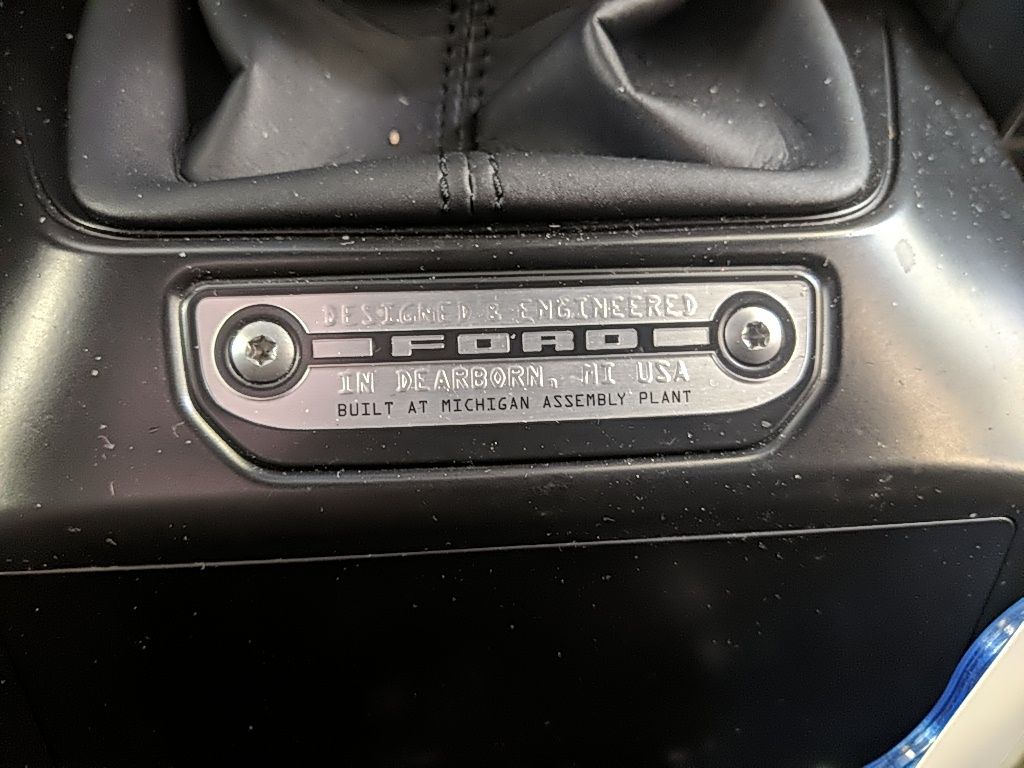 DESIGNED & ENGINEERED
FORD
IN DEARBORN, MI USA
BUILT AT MICHIGAN ASSEMBLY PLANT